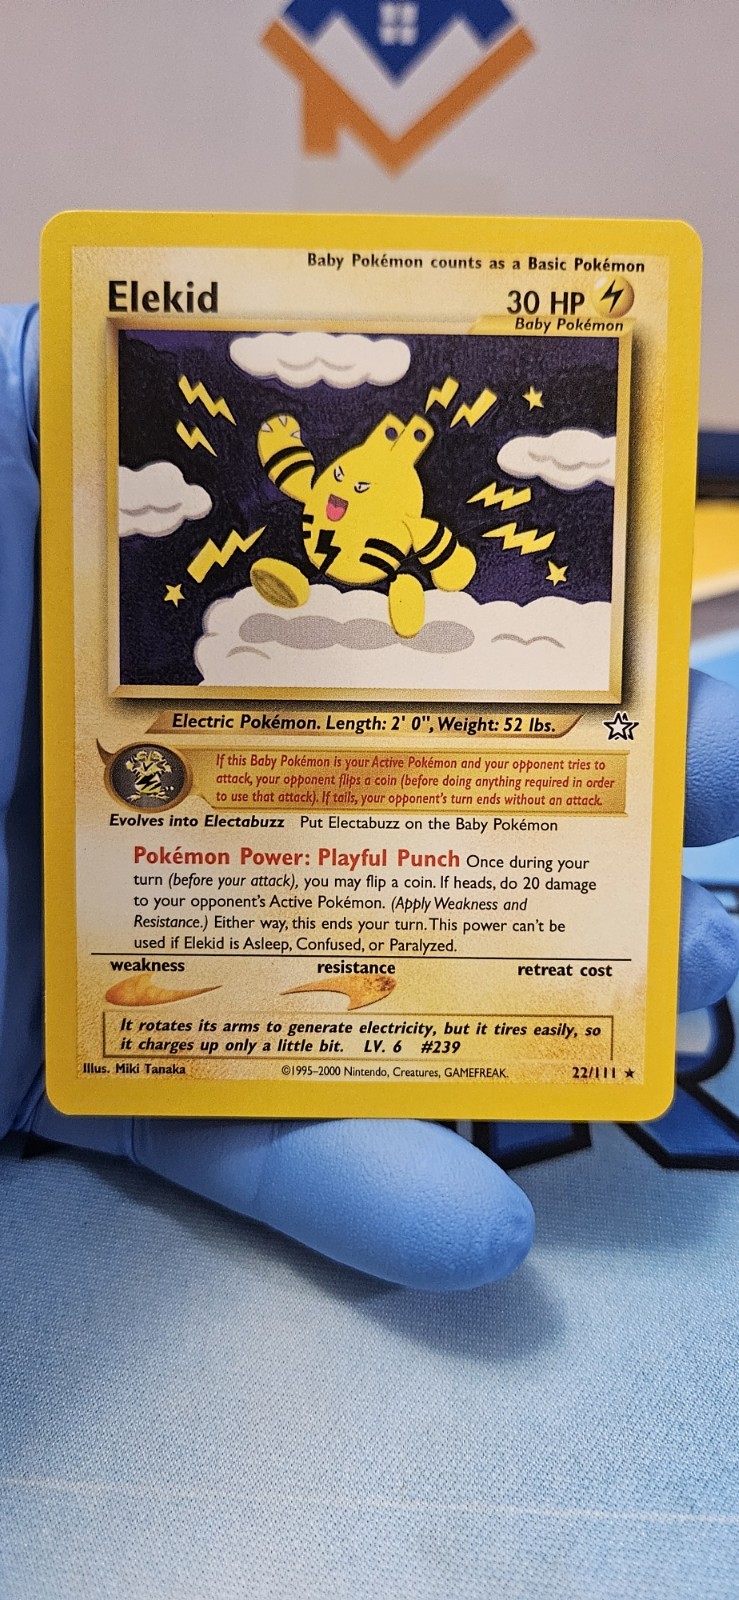 Baby Pokémon counts as a Basic Pokémon
Elekid
30 HP
Baby Pokémon
Electric Pokémon. Length: 2' 0", Weight: 52 lbs.
If this Baby Pokémon is your Active Pokémon and your opponent tries to
attack, your opponent flips a coin (before doing anything required in order
to use that attack). If tails, your opponent's turn ends without an attack.
Evolves into Electabuzz Put Electabuzz on the Baby Pokémon
Pokémon Power: Playful Punch Once during your
turn (before your attack), you may flip a coin. If heads, do 20 damage
to your opponent's Active Pokémon. (Apply Weakness and
Resistance.) Either way, this ends your turn. This power can't be
used if Elekid is Asleep, Confused, or Paralyzed.
weakness resistance retreat cost
It rotates its arms to generate electricity, but it tires easily, so
it charges up only a little bit. LV. 6 #239
Illus. Miki Tanaka ©1995–2000 Nintendo, Creatures, GAMEFREAK. 22/111 ★